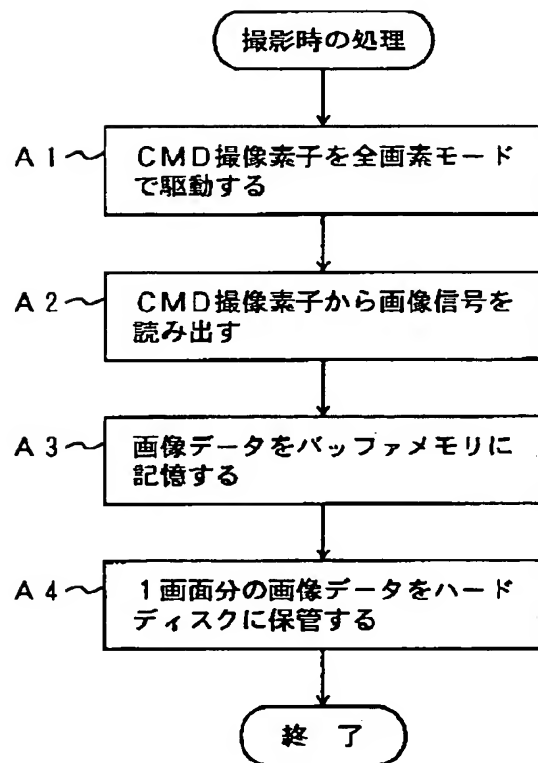 撮影時の処理
A1 CMD撮像素子を全画素モード
で駆動する
A2 CMD撮像素子から画像信号を
読み出す
A3 画像データをバッファメモリに
記憶する
A4 1画面分の画像データをハード
ディスクに保管する
終 了